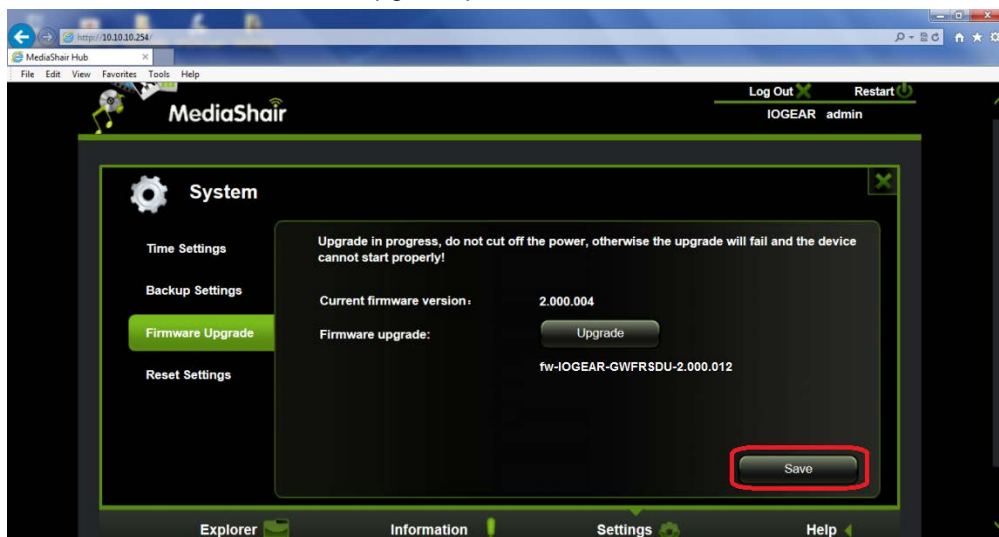 http://10.10.10.254/
MediaShair Hub
File Edit View Favorites Tools Help
MediaShair
Log Out Restart
IOGEAR admin
System
Time Settings
Backup Settings
Firmware Upgrade
Reset Settings
Upgrade in progress, do not cut off the power, otherwise the upgrade will fail and the device
cannot start properly!
Current firmware version: 2.000.004
Firmware upgrade: Upgrade
fw-IOGEAR-GWFRSDU-2.000.012
Save
Explorer Information Settings Help